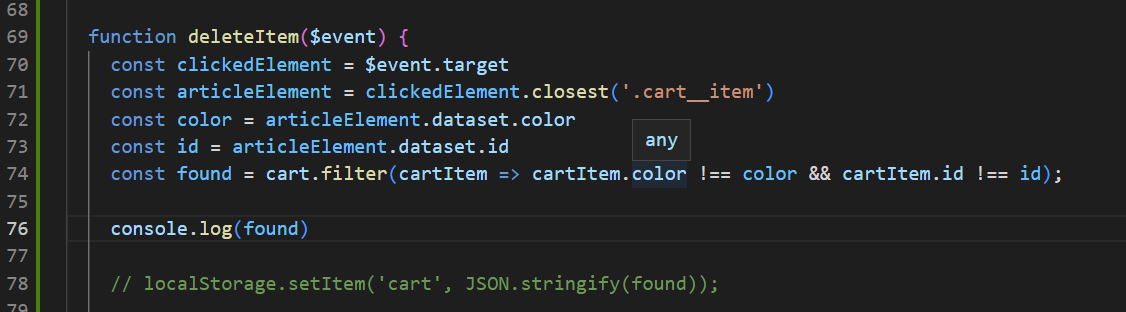 68
69 function deleteItem($event) {
70 const clickedElement = $event.target
71 const articleElement = clickedElement.closest('.cart__item')
72 const color = articleElement.dataset.color
73 const id = articleElement.dataset.id
any
74 const found = cart.filter(cartItem => cartItem.color !== color && cartItem.id !== id);
75
76 console.log(found)
77
78 // localStorage.setItem('cart', JSON.stringify(found));
79